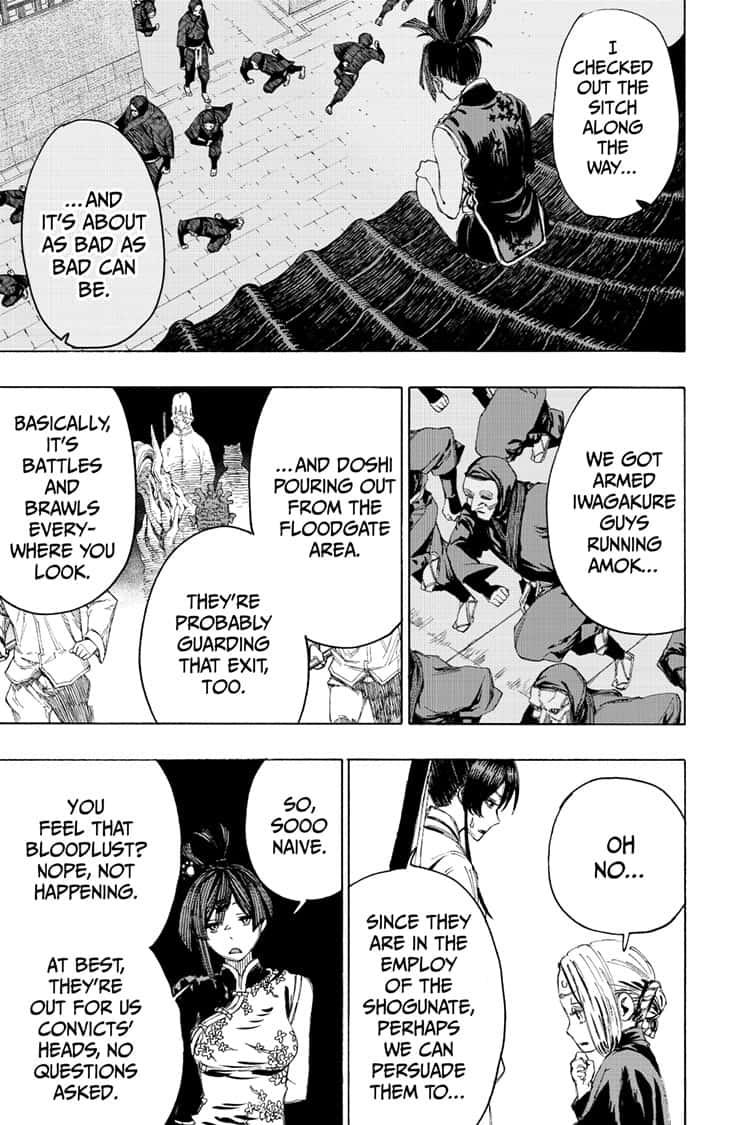 I
CHECKED
OUT THE
SITCH
ALONG
THE
WAY...
...AND
IT'S ABOUT
AS BAD AS
BAD CAN
BE.
WE GOT
ARMED
IWAGAKURE
GUYS
RUNNING
AMOK...
...AND DOSHI
POURING OUT
FROM THE
FLOODGATE
AREA.
THEY'RE
PROBABLY
GUARDING
THAT EXIT,
TOO.
BASICALLY,
IT'S
BATTLES
AND
BRAWLS
EVERY-
WHERE YOU
LOOK.
OH
NO...
SINCE THEY
ARE IN THE
EMPLOY
OF THE
SHOGUNATE,
PERHAPS
WE CAN
PERSUADE
THEM TO...
SO,
SOOO
NAIVE.
YOU
FEEL THAT
BLOODLUST?
NOPE, NOT
HAPPENING.
AT BEST,
THEY'RE
OUT FOR US
CONVICTS'
HEADS, NO
QUESTIONS
ASKED.